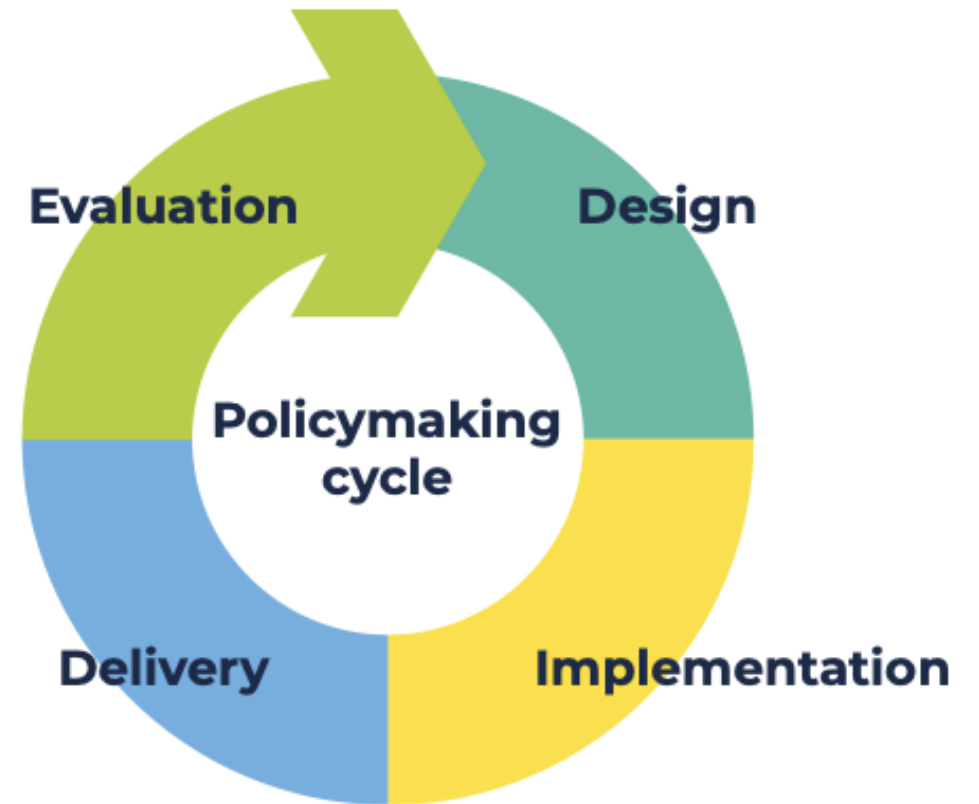 Evaluation
Design
Policymaking
cycle
Delivery
Implementation